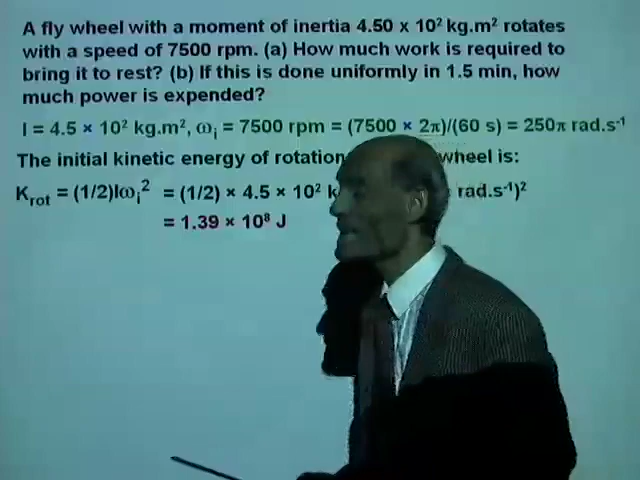 A fly wheel with a moment of inertia 4.50 x 10² kg.m² rotates
with a speed of 7500 rpm. (a) How much work is required to
bring it to rest? (b) If this is done uniformly in 1.5 min, how
much power is expended?
I = 4.5 × 10² kg.m², ωi = 7500 rpm = (7500 × 2π)/(60 s) = 250π rad.s⁻¹
The initial kinetic energy of rotation wheel is:
Krot = (1/2)Iωi² = (1/2) × 4.5 × 10² k rad.s⁻¹)²
= 1.39 × 10⁸ J